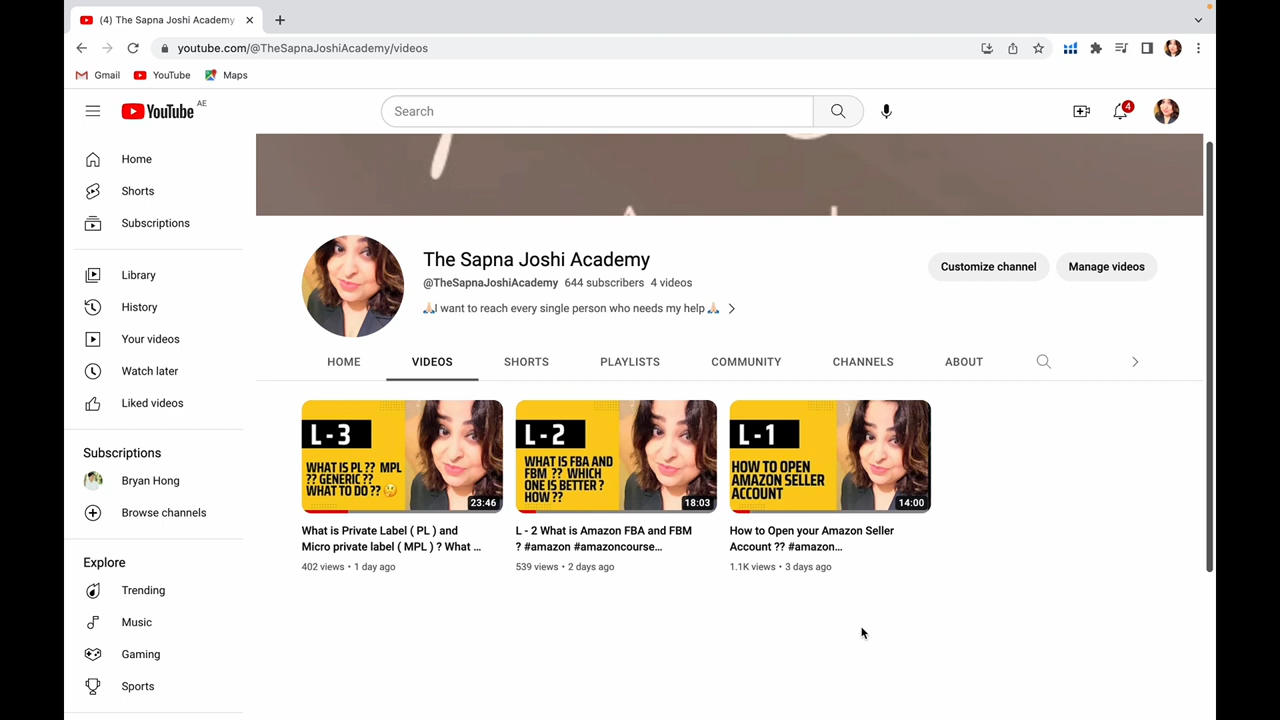 (4) The Sapna Joshi Academy
youtube.com/@TheSapnaJoshiAcademy/videos
Gmail YouTube Maps
YouTube AE
Search
4
Home
Shorts
Subscriptions
Library
History
Your videos
Watch later
Liked videos
Subscriptions
Bryan Hong
Browse channels
Explore
Trending
Music
Gaming
Sports
The Sapna Joshi Academy
@TheSapnaJoshiAcademy 644 subscribers 4 videos
🙏🏻I want to reach every single person who needs my help🙏🏻
Customize channel Manage videos
HOME VIDEOS SHORTS PLAYLISTS COMMUNITY CHANNELS ABOUT
L-3
WHAT IS PL ?? MPL
?? GENERIC ??
WHAT TO DO ??🤔
23:46
What is Private Label ( PL ) and
Micro private label ( MPL ) ? What ...
402 views • 1 day ago
L-2
WHAT IS FBA AND
FBM ?? WHICH
ONE IS BETTER ?
HOW ??
18:03
L - 2 What is Amazon FBA and FBM
? #amazon #amazoncourse...
539 views • 2 days ago
L-1
HOW TO OPEN
AMAZON SELLER
ACCOUNT
14:00
How to Open your Amazon Seller
Account ?? #amazon...
1.1K views • 3 days ago